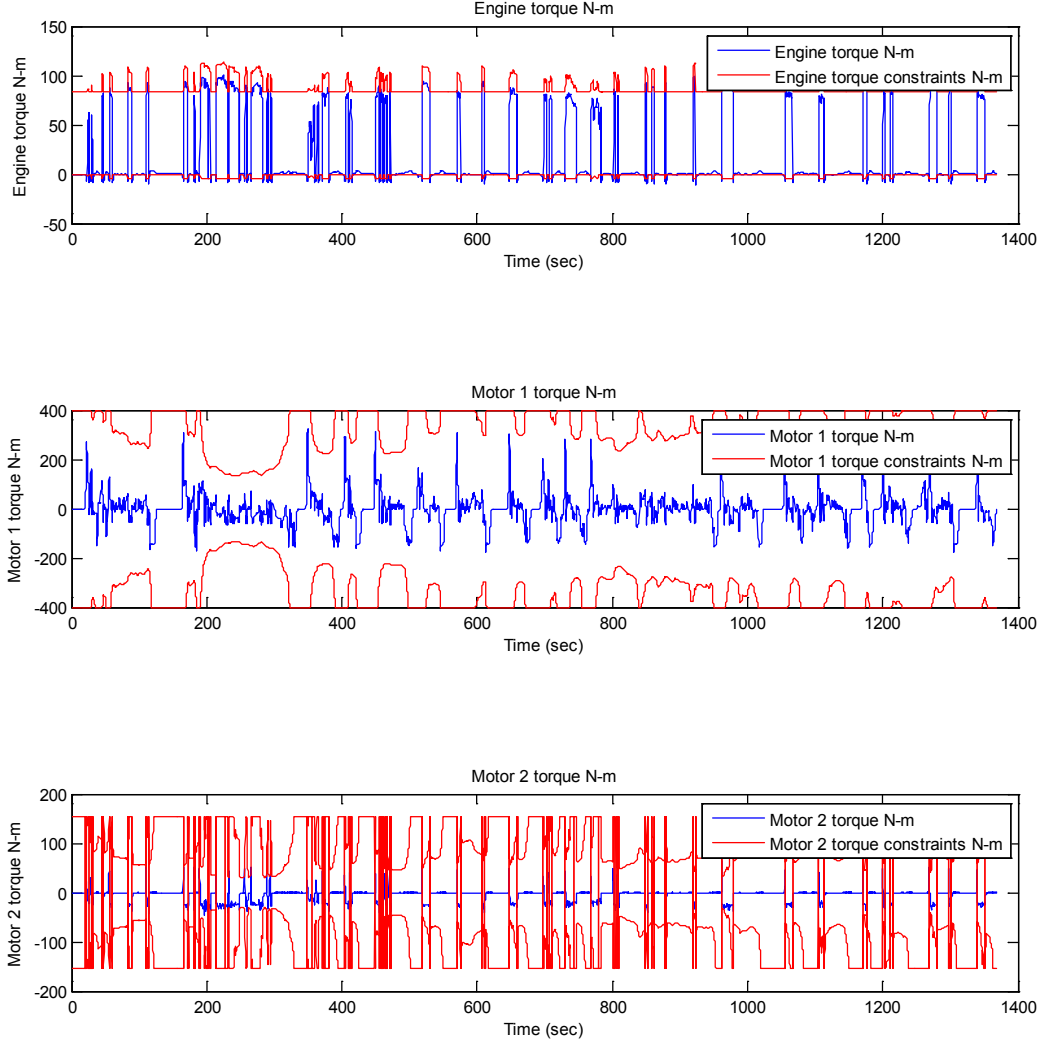 Engine torque N-m
150
100
50
0
-50
Engine torque N-m
Engine torque N-m
Engine torque constraints N-m
0 200 400 600 800 1000 1200 1400
Time (sec)
Motor 1 torque N-m
400
200
0
-200
-400
Motor 1 torque N-m
Motor 1 torque N-m
Motor 1 torque constraints N-m
0 200 400 600 800 1000 1200 1400
Time (sec)
Motor 2 torque N-m
200
100
0
-100
-200
Motor 2 torque N-m
Motor 2 torque N-m
Motor 2 torque constraints N-m
0 200 400 600 800 1000 1200 1400
Time (sec)